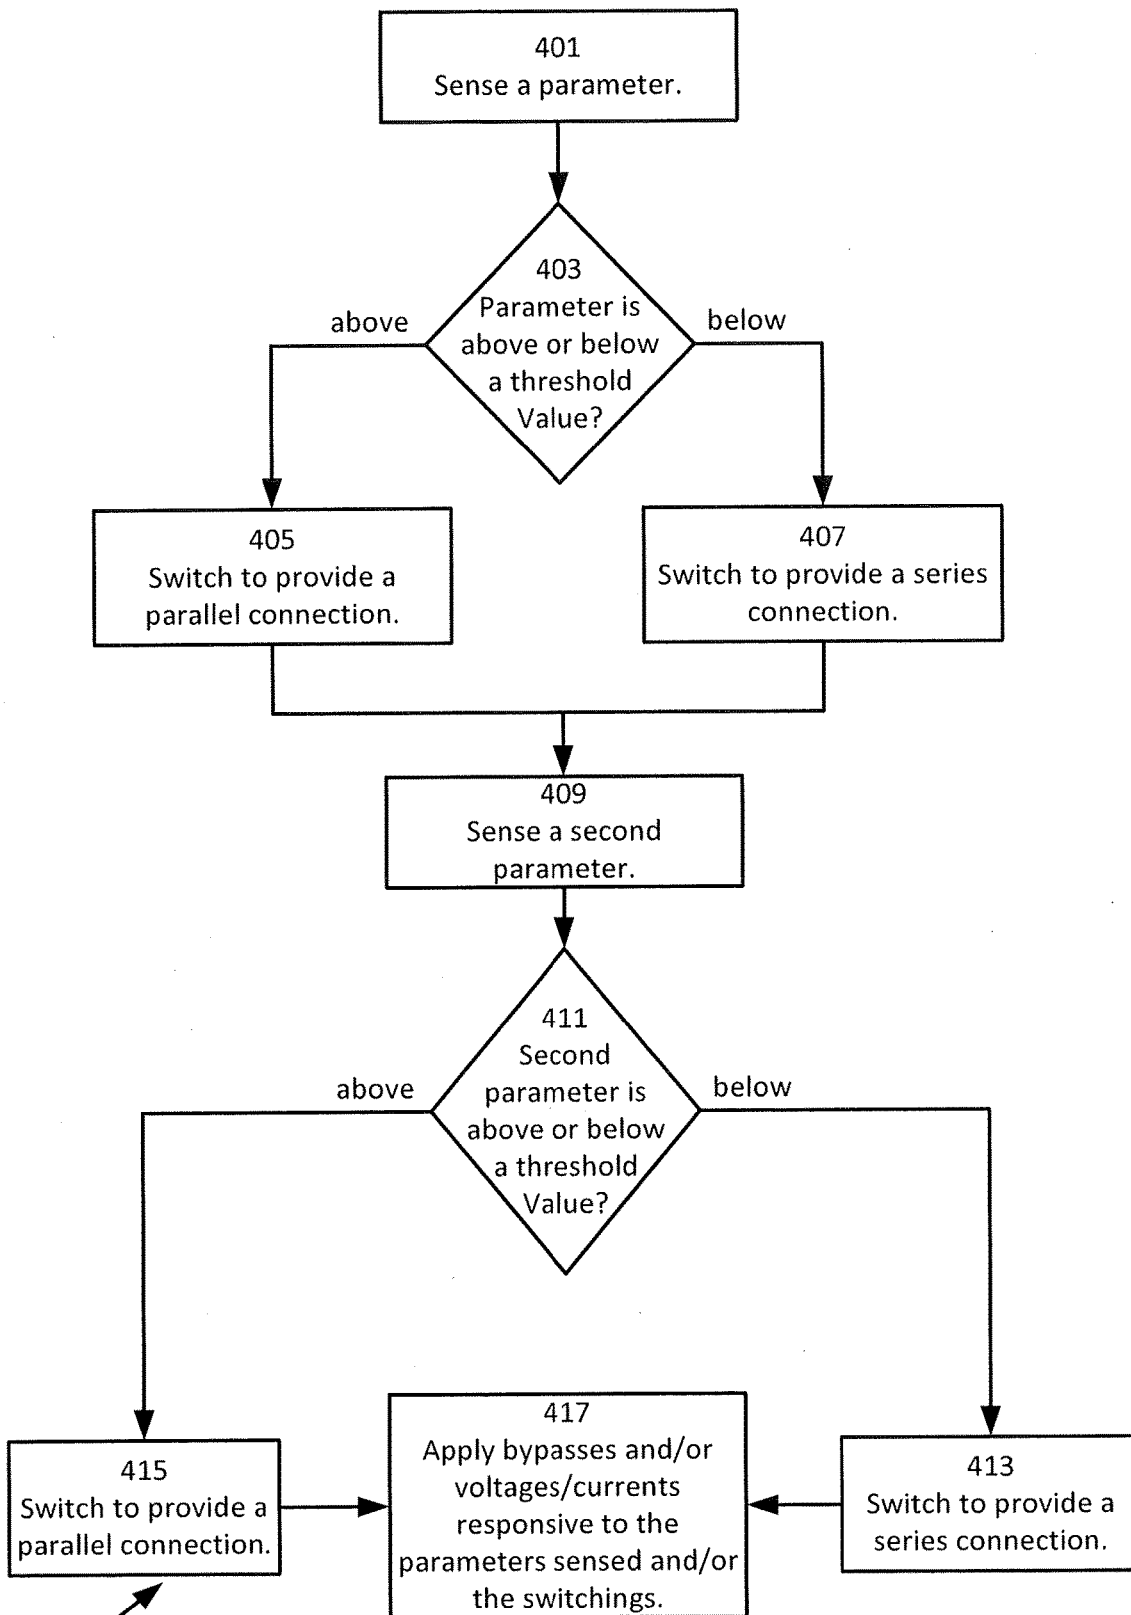 401
Sense a parameter.
403
Parameter is
above or below
a threshold
Value?
above
below
405
Switch to provide a
parallel connection.
407
Switch to provide a series
connection.
409
Sense a second
parameter.
411
Second
parameter is
above or below
a threshold
Value?
above
below
415
Switch to provide a
parallel connection.
417
Apply bypasses and/or
voltages/currents
responsive to the
parameters sensed and/or
the switchings.
413
Switch to provide a
series connection.